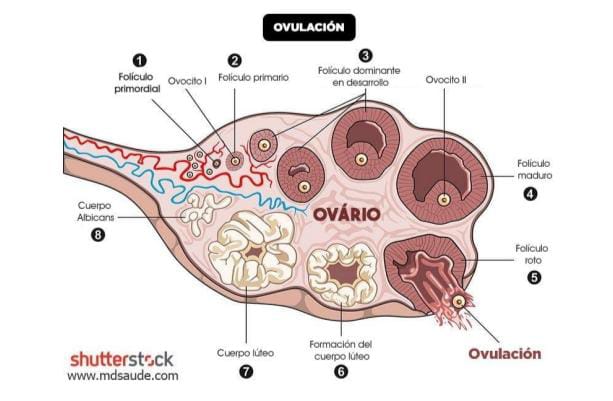 OVULACIÓN
1
Folículo
primordial
Ovocito I
2
Folículo primario
3
Folículo dominante
en desarrollo
Ovocito II
Folículo
maduro
4
OVÁRIO
Cuerpo
Albicans
8
Folículo
roto
5
Ovulación
Formación del
cuerpo lúteo
6
Cuerpo lúteo
7
shutterstock
www.mdsaude.com